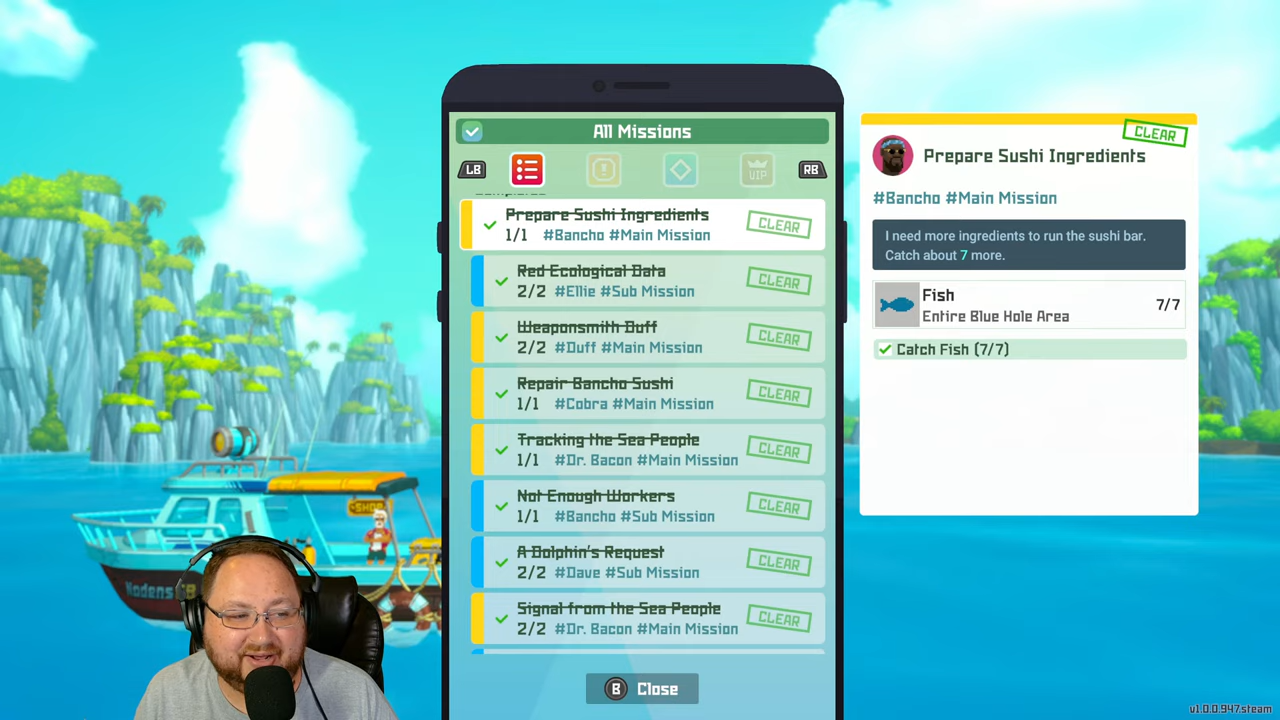 All Missions
LB
VIP
RB
Completed
Prepare Sushi Ingredients
CLEAR
1/1 #Bancho #Main Mission
Red Ecological Data
CLEAR
2/2 #Ellie #Sub Mission
Weaponsmith Duff
CLEAR
2/2 #Duff #Main Mission
Repair Bancho Sushi
CLEAR
1/1 #Cobra #Main Mission
Tracking the Sea People
CLEAR
1/1 #Dr. Bacon #Main Mission
Not Enough Workers
CLEAR
1/1 #Bancho #Sub Mission
A Dolphin's Request
CLEAR
2/2 #Dave #Sub Mission
Signal from the Sea People
CLEAR
2/2 #Dr. Bacon #Main Mission
B Close
CLEAR
Prepare Sushi Ingredients
#Bancho #Main Mission
I need more ingredients to run the sushi bar.
Catch about 7 more.
Fish
7/7
Entire Blue Hole Area
Catch Fish (7/7)
SHOP
Nodens
v1.0.0.947.steam